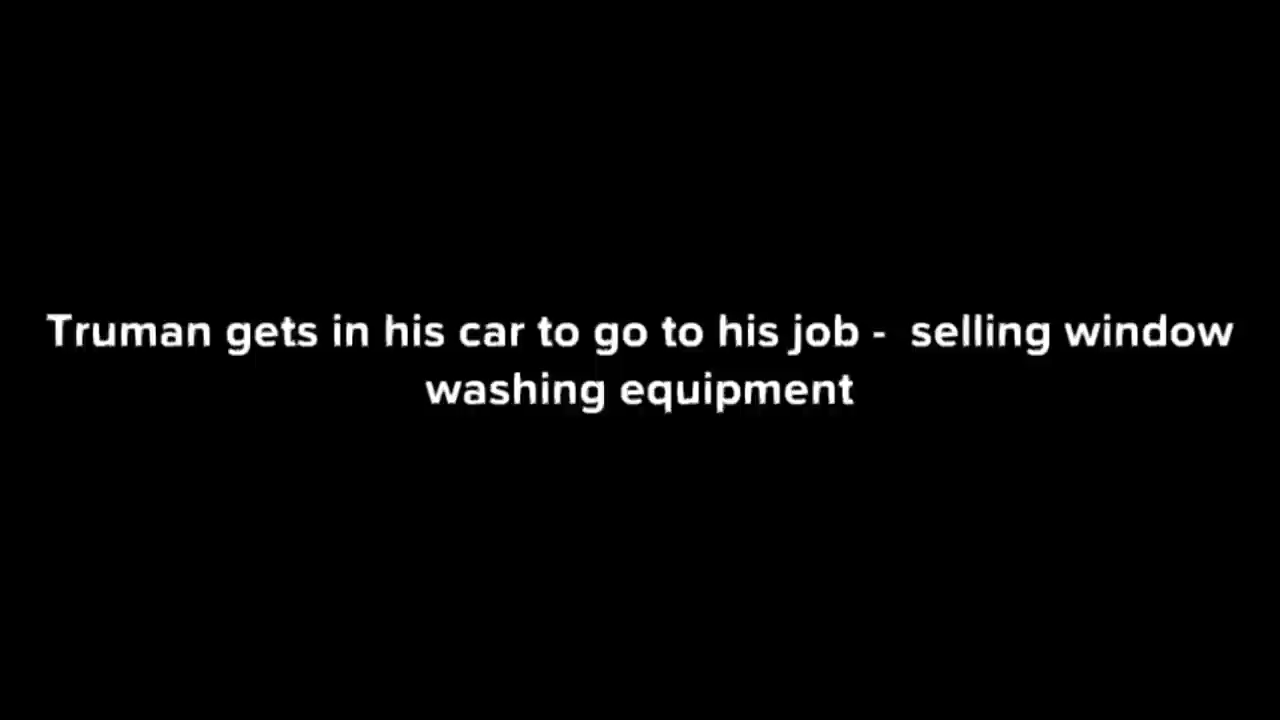 Truman gets in his car to go to his job -  selling window
washing equipment